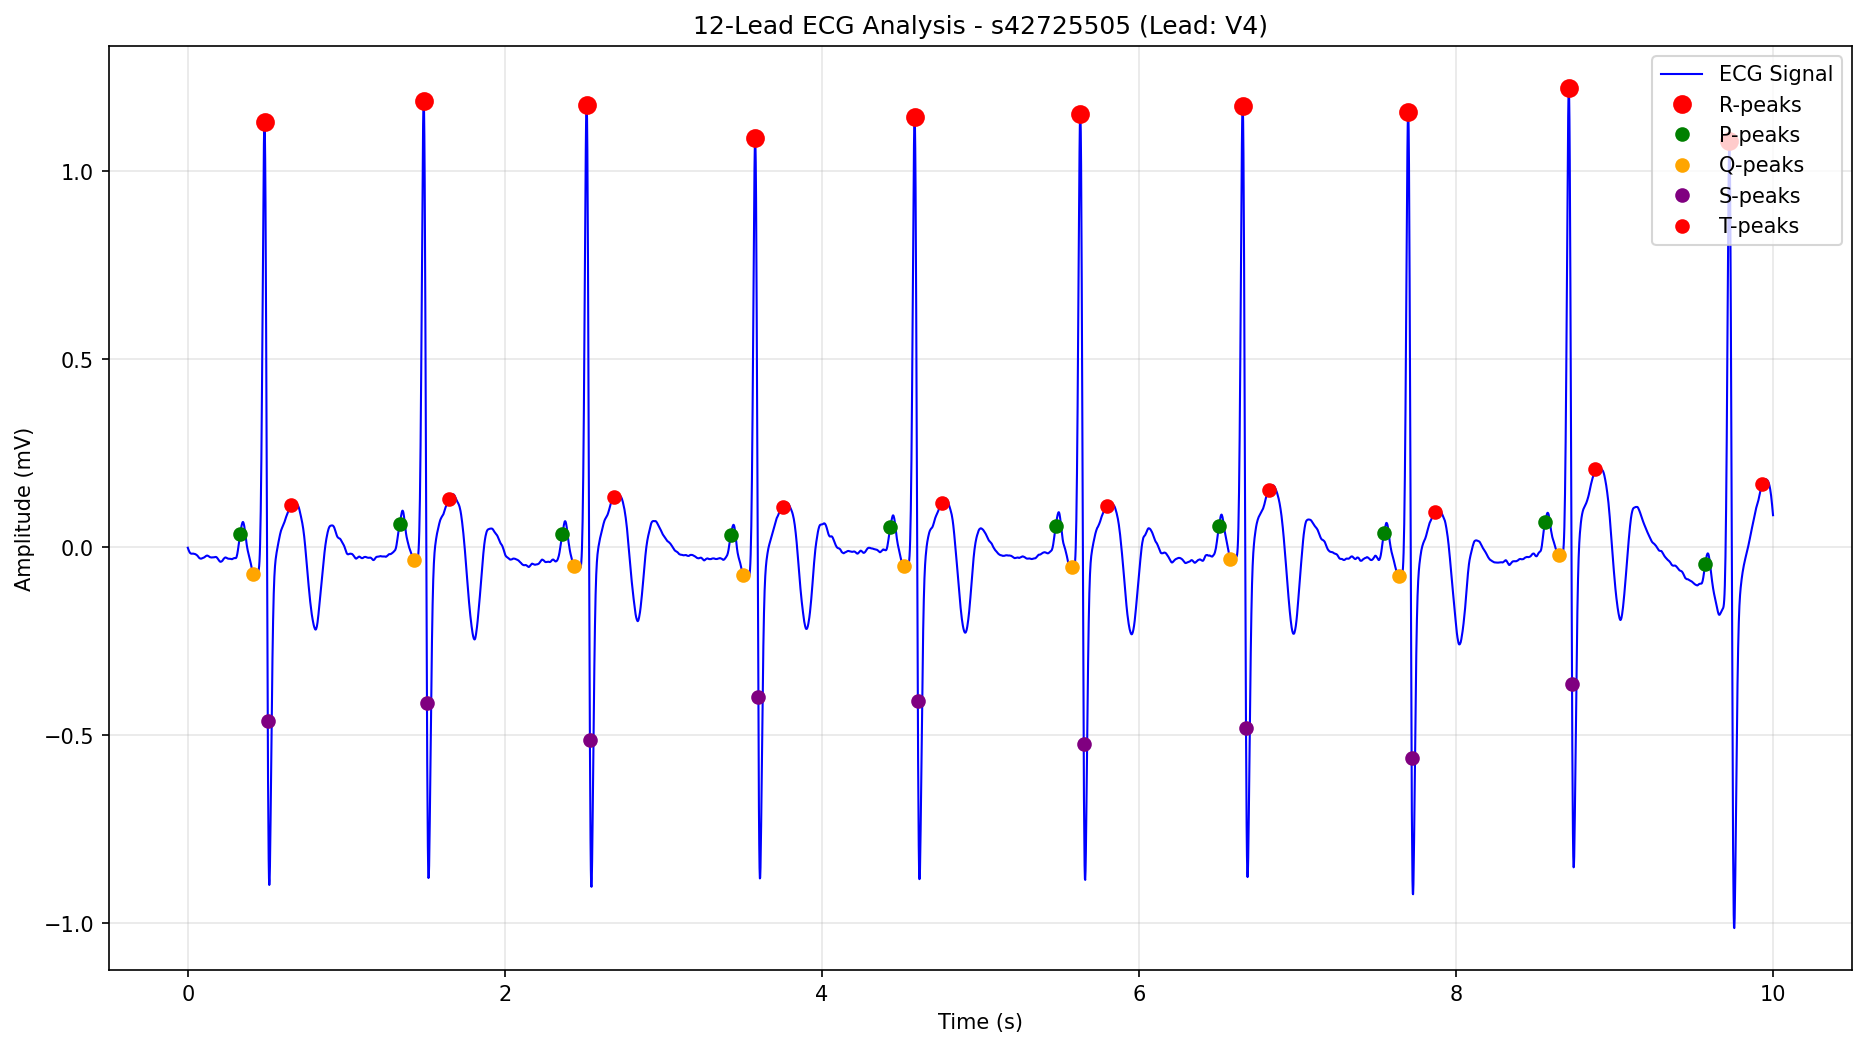 12-Lead ECG Analysis - s42725505 (Lead: V4)
ECG Signal
R-peaks
P-peaks
Q-peaks
S-peaks
T-peaks
Amplitude (mV)
1.0
0.5
0.0
−0.5
−1.0
0 2 4 6 8 10
Time (s)